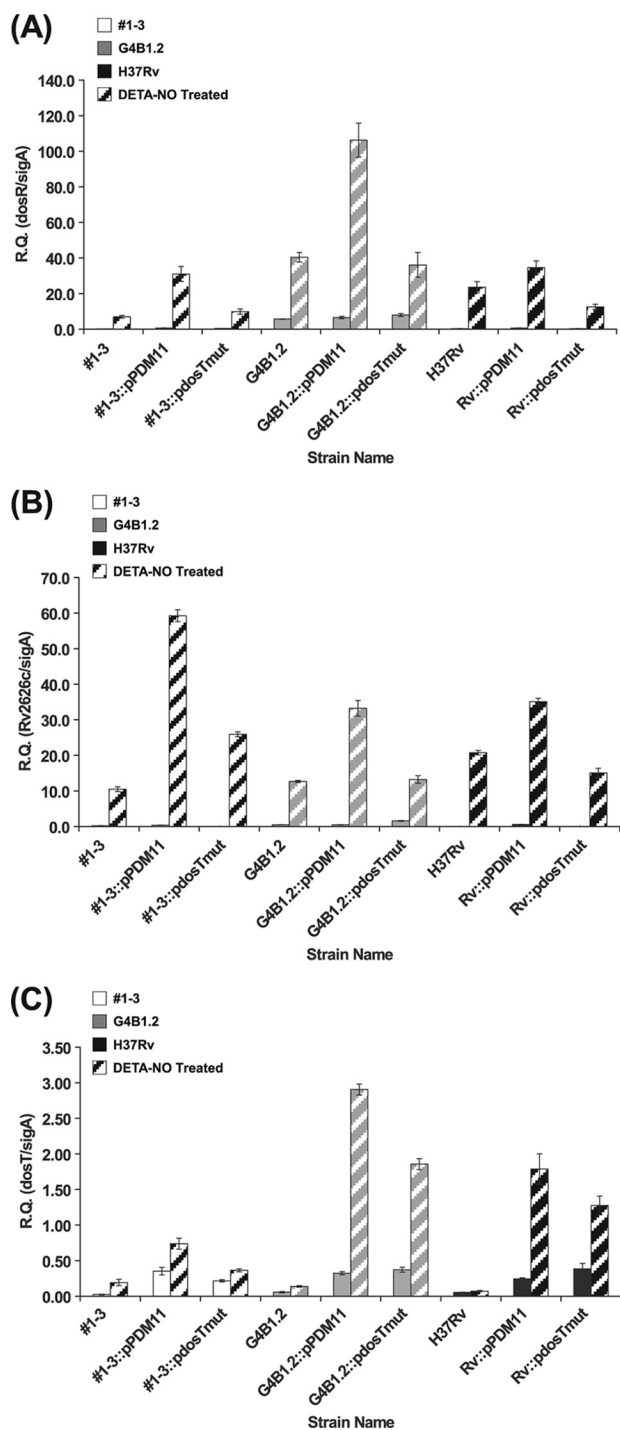 (A)
#1-3
G4B1.2
H37Rv
DETA-NO Treated
R.Q. (dosR/sigA)
140.0
120.0
100.0
80.0
60.0
40.0
20.0
0.0
#1-3
#1-3::pPDM11
#1-3::pdosTmut
G4B1.2
G4B1.2::pPDM11
G4B1.2::pdosTmut
H37Rv
Rv::pPDM11
Rv::pdosTmut
Strain Name
(B)
#1-3
G4B1.2
H37Rv
DETA-NO Treated
R.Q. (Rv2626c/sigA)
70.0
60.0
50.0
40.0
30.0
20.0
10.0
0.0
#1-3
#1-3::pPDM11
#1-3::pdosTmut
G4B1.2
G4B1.2::pPDM11
G4B1.2::pdosTmut
H37Rv
Rv::pPDM11
Rv::pdosTmut
Strain Name
(C)
#1-3
G4B1.2
H37Rv
DETA-NO Treated
R.Q. (dosT/sigA)
3.50
3.00
2.50
2.00
1.50
1.00
0.50
0.00
#1-3
#1-3::pPDM11
#1-3::pdosTmut
G4B1.2
G4B1.2::pPDM11
G4B1.2::pdosTmut
H37Rv
Rv::pPDM11
Rv::pdosTmut
Strain Name